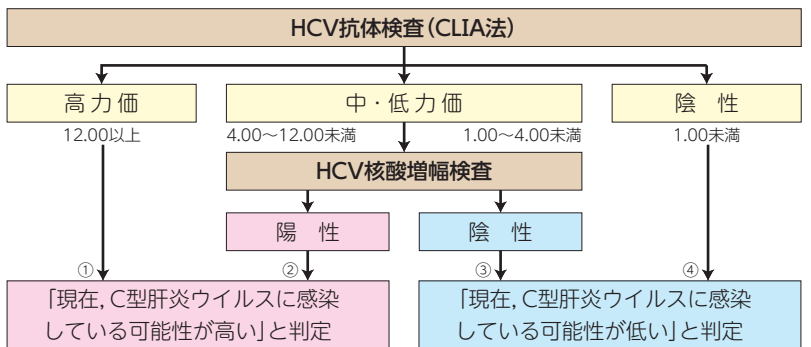 HCV抗体検査(CLIA法)
高力価
中・低力価
陰 性
12.00以上
4.00～12.00未満
1.00～4.00未満
1.00未満
HCV核酸増幅検査
陽 性
陰 性
①
②
③
④
「現在,C型肝炎ウイルスに感染
している可能性が高い」と判定
「現在,C型肝炎ウイルスに感染
している可能性が低い」と判定